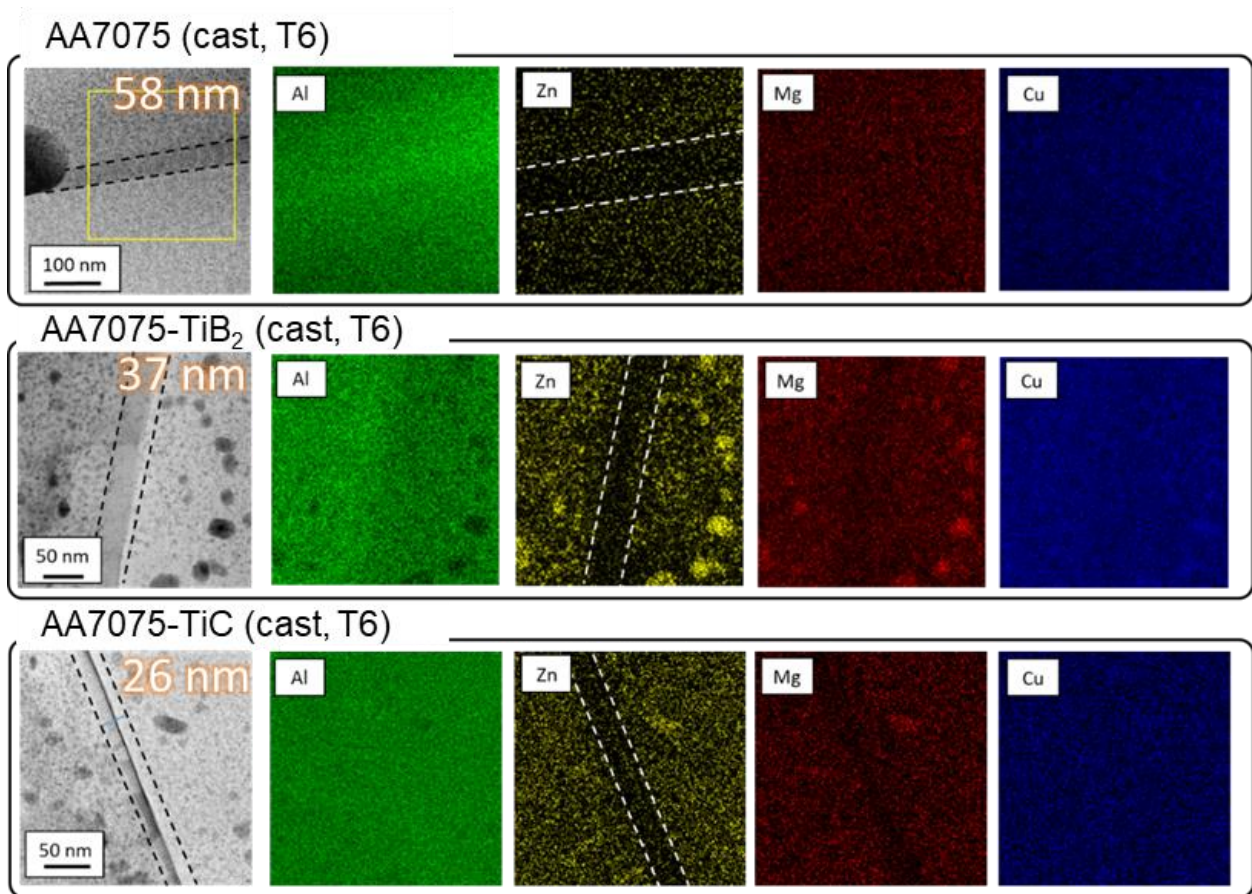 AA7075 (cast, T6)
58 nm
Al
Zn
Mg
Cu
100 nm
AA7075-TiB₂ (cast, T6)
37 nm
Al
Zn
Mg
Cu
50 nm
AA7075-TiC (cast, T6)
26 nm
Al
Zn
Mg
Cu
50 nm